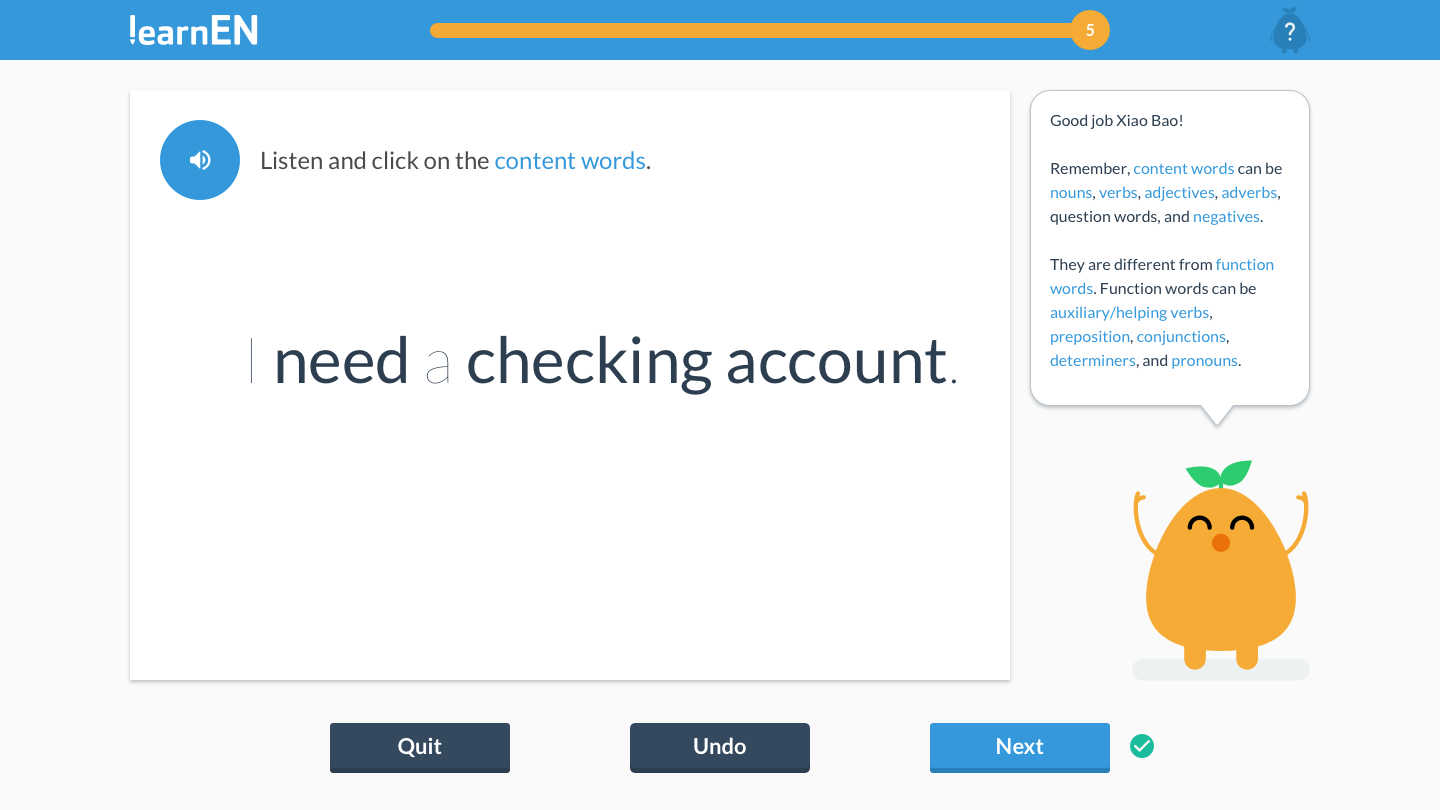 learnEN
5
?
Listen and click on the content words.
I need a checking account.
Good job Xiao Bao!
Remember, content words can be
nouns, verbs, adjectives, adverbs,
question words, and negatives.
They are different from function
words. Function words can be
auxiliary/helping verbs,
preposition, conjunctions,
determiners, and pronouns.
Quit
Undo
Next